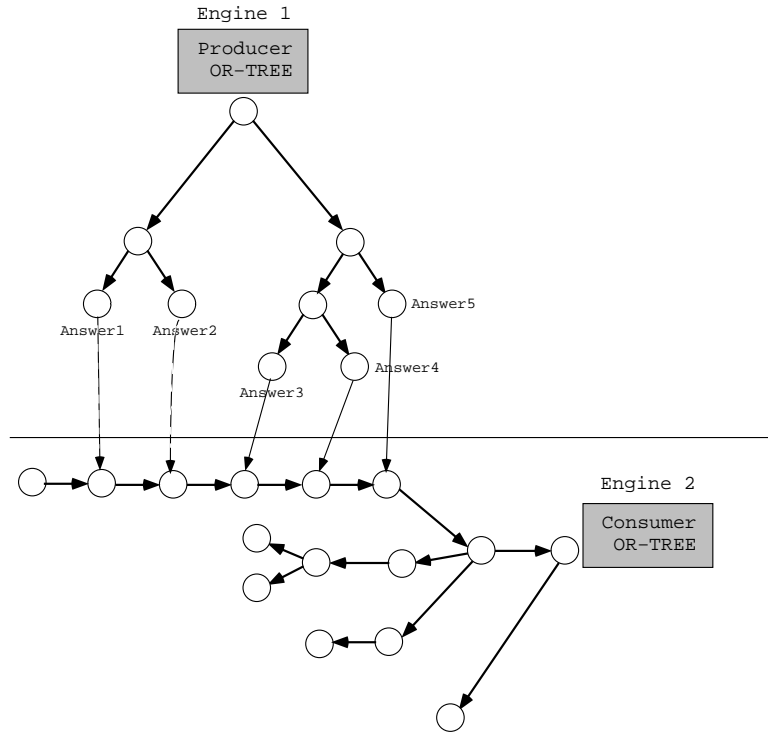 Engine 1
Producer
OR-TREE
Answer1
Answer2
Answer5
Answer4
Answer3
Engine 2
Consumer
OR-TREE